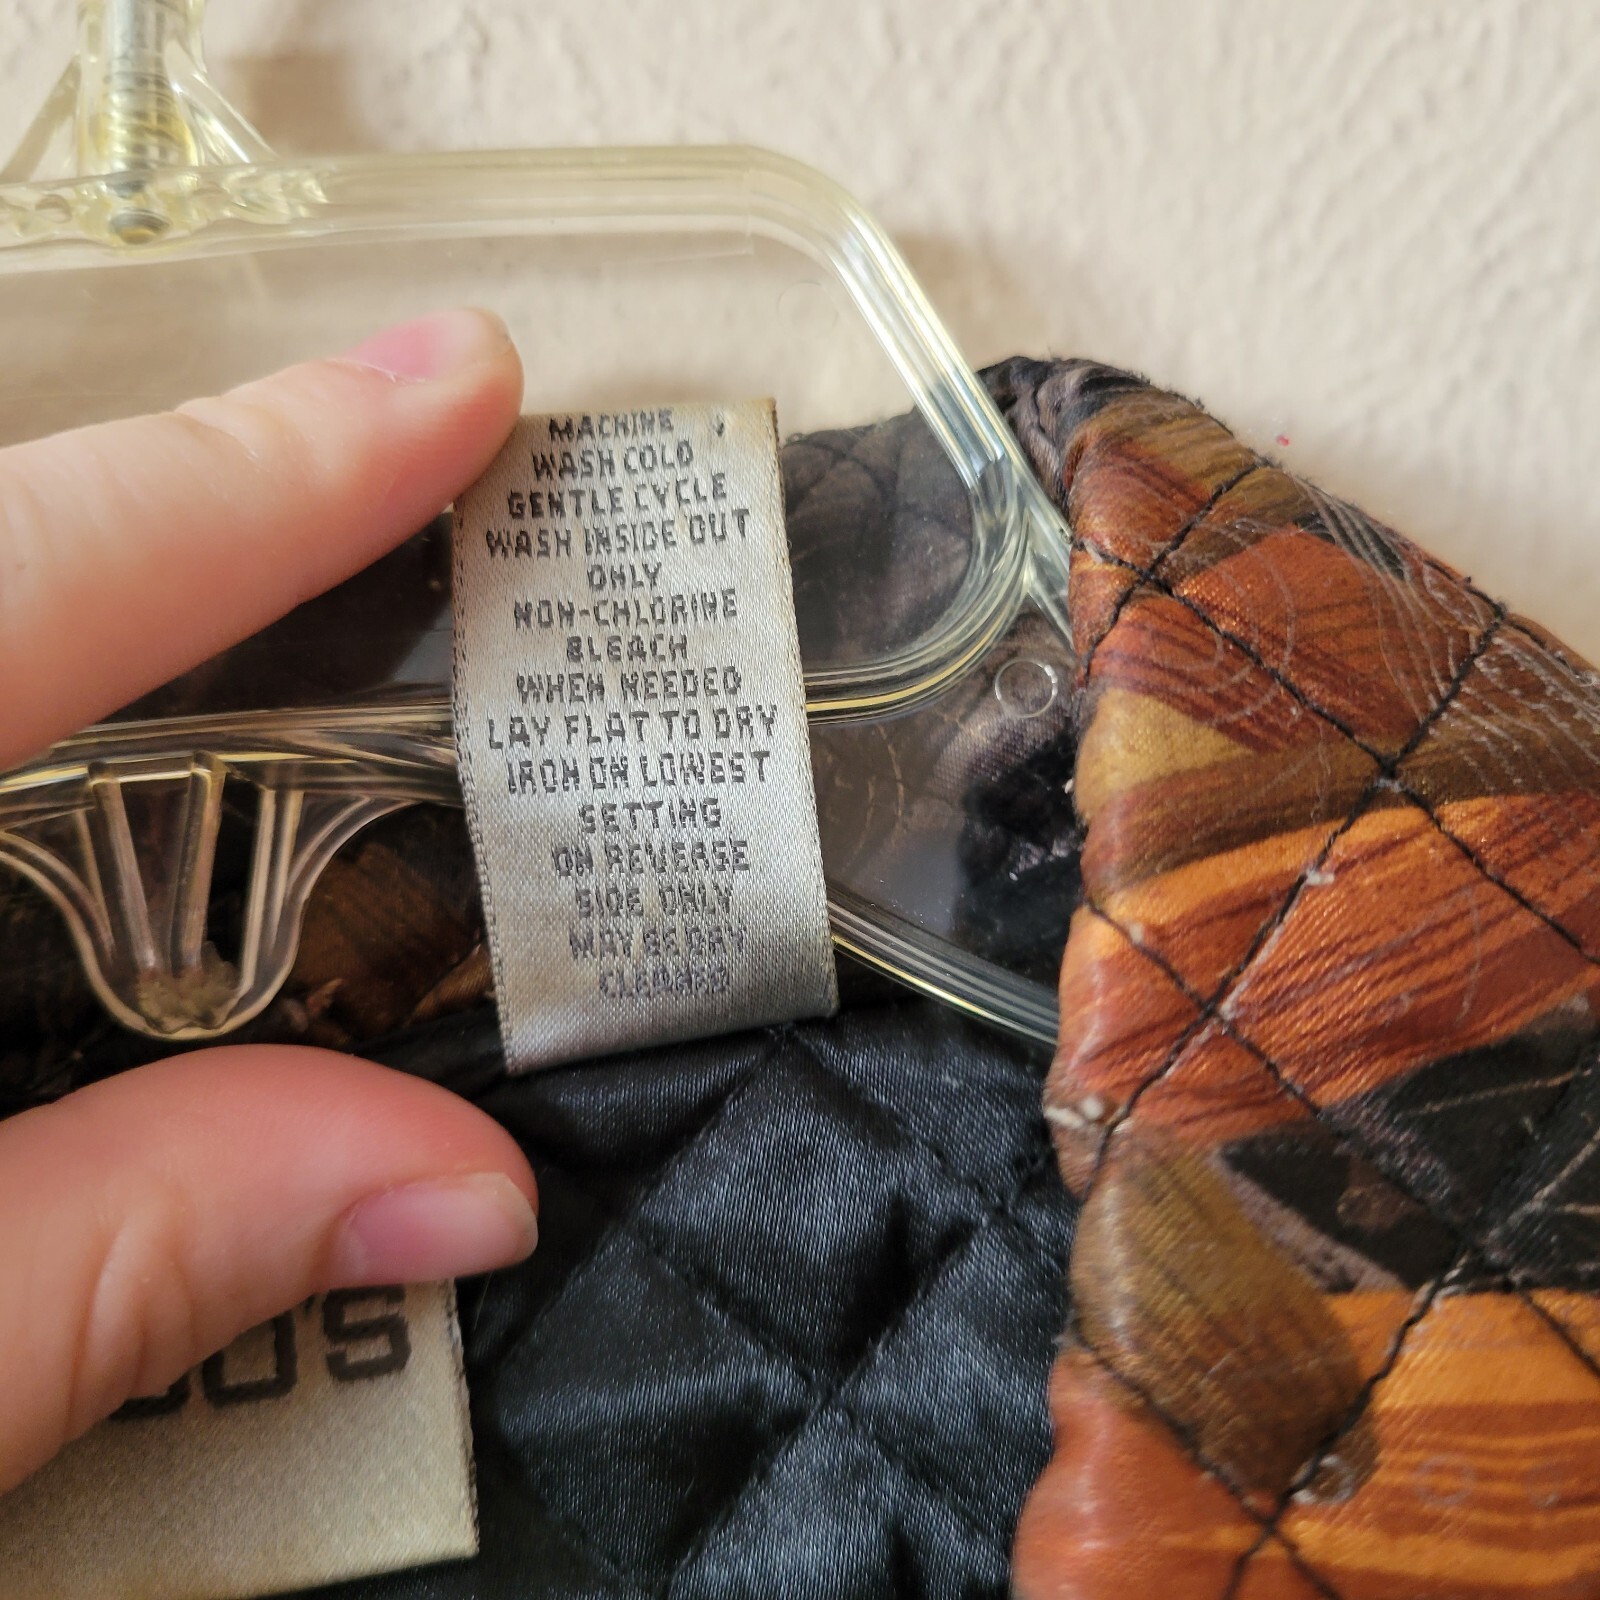 MACHINE
WASH COLD
GENTLE CYCLE
WASH INSIDE OUT
ONLY
NON-CHLORINE
BLEACH
WHEN NEEDED
LAY FLAT TO DRY
IRON ON LOWEST
SETTING
ON REVERSE
SIDE ONLY
MAY BE DRY
CLEANED